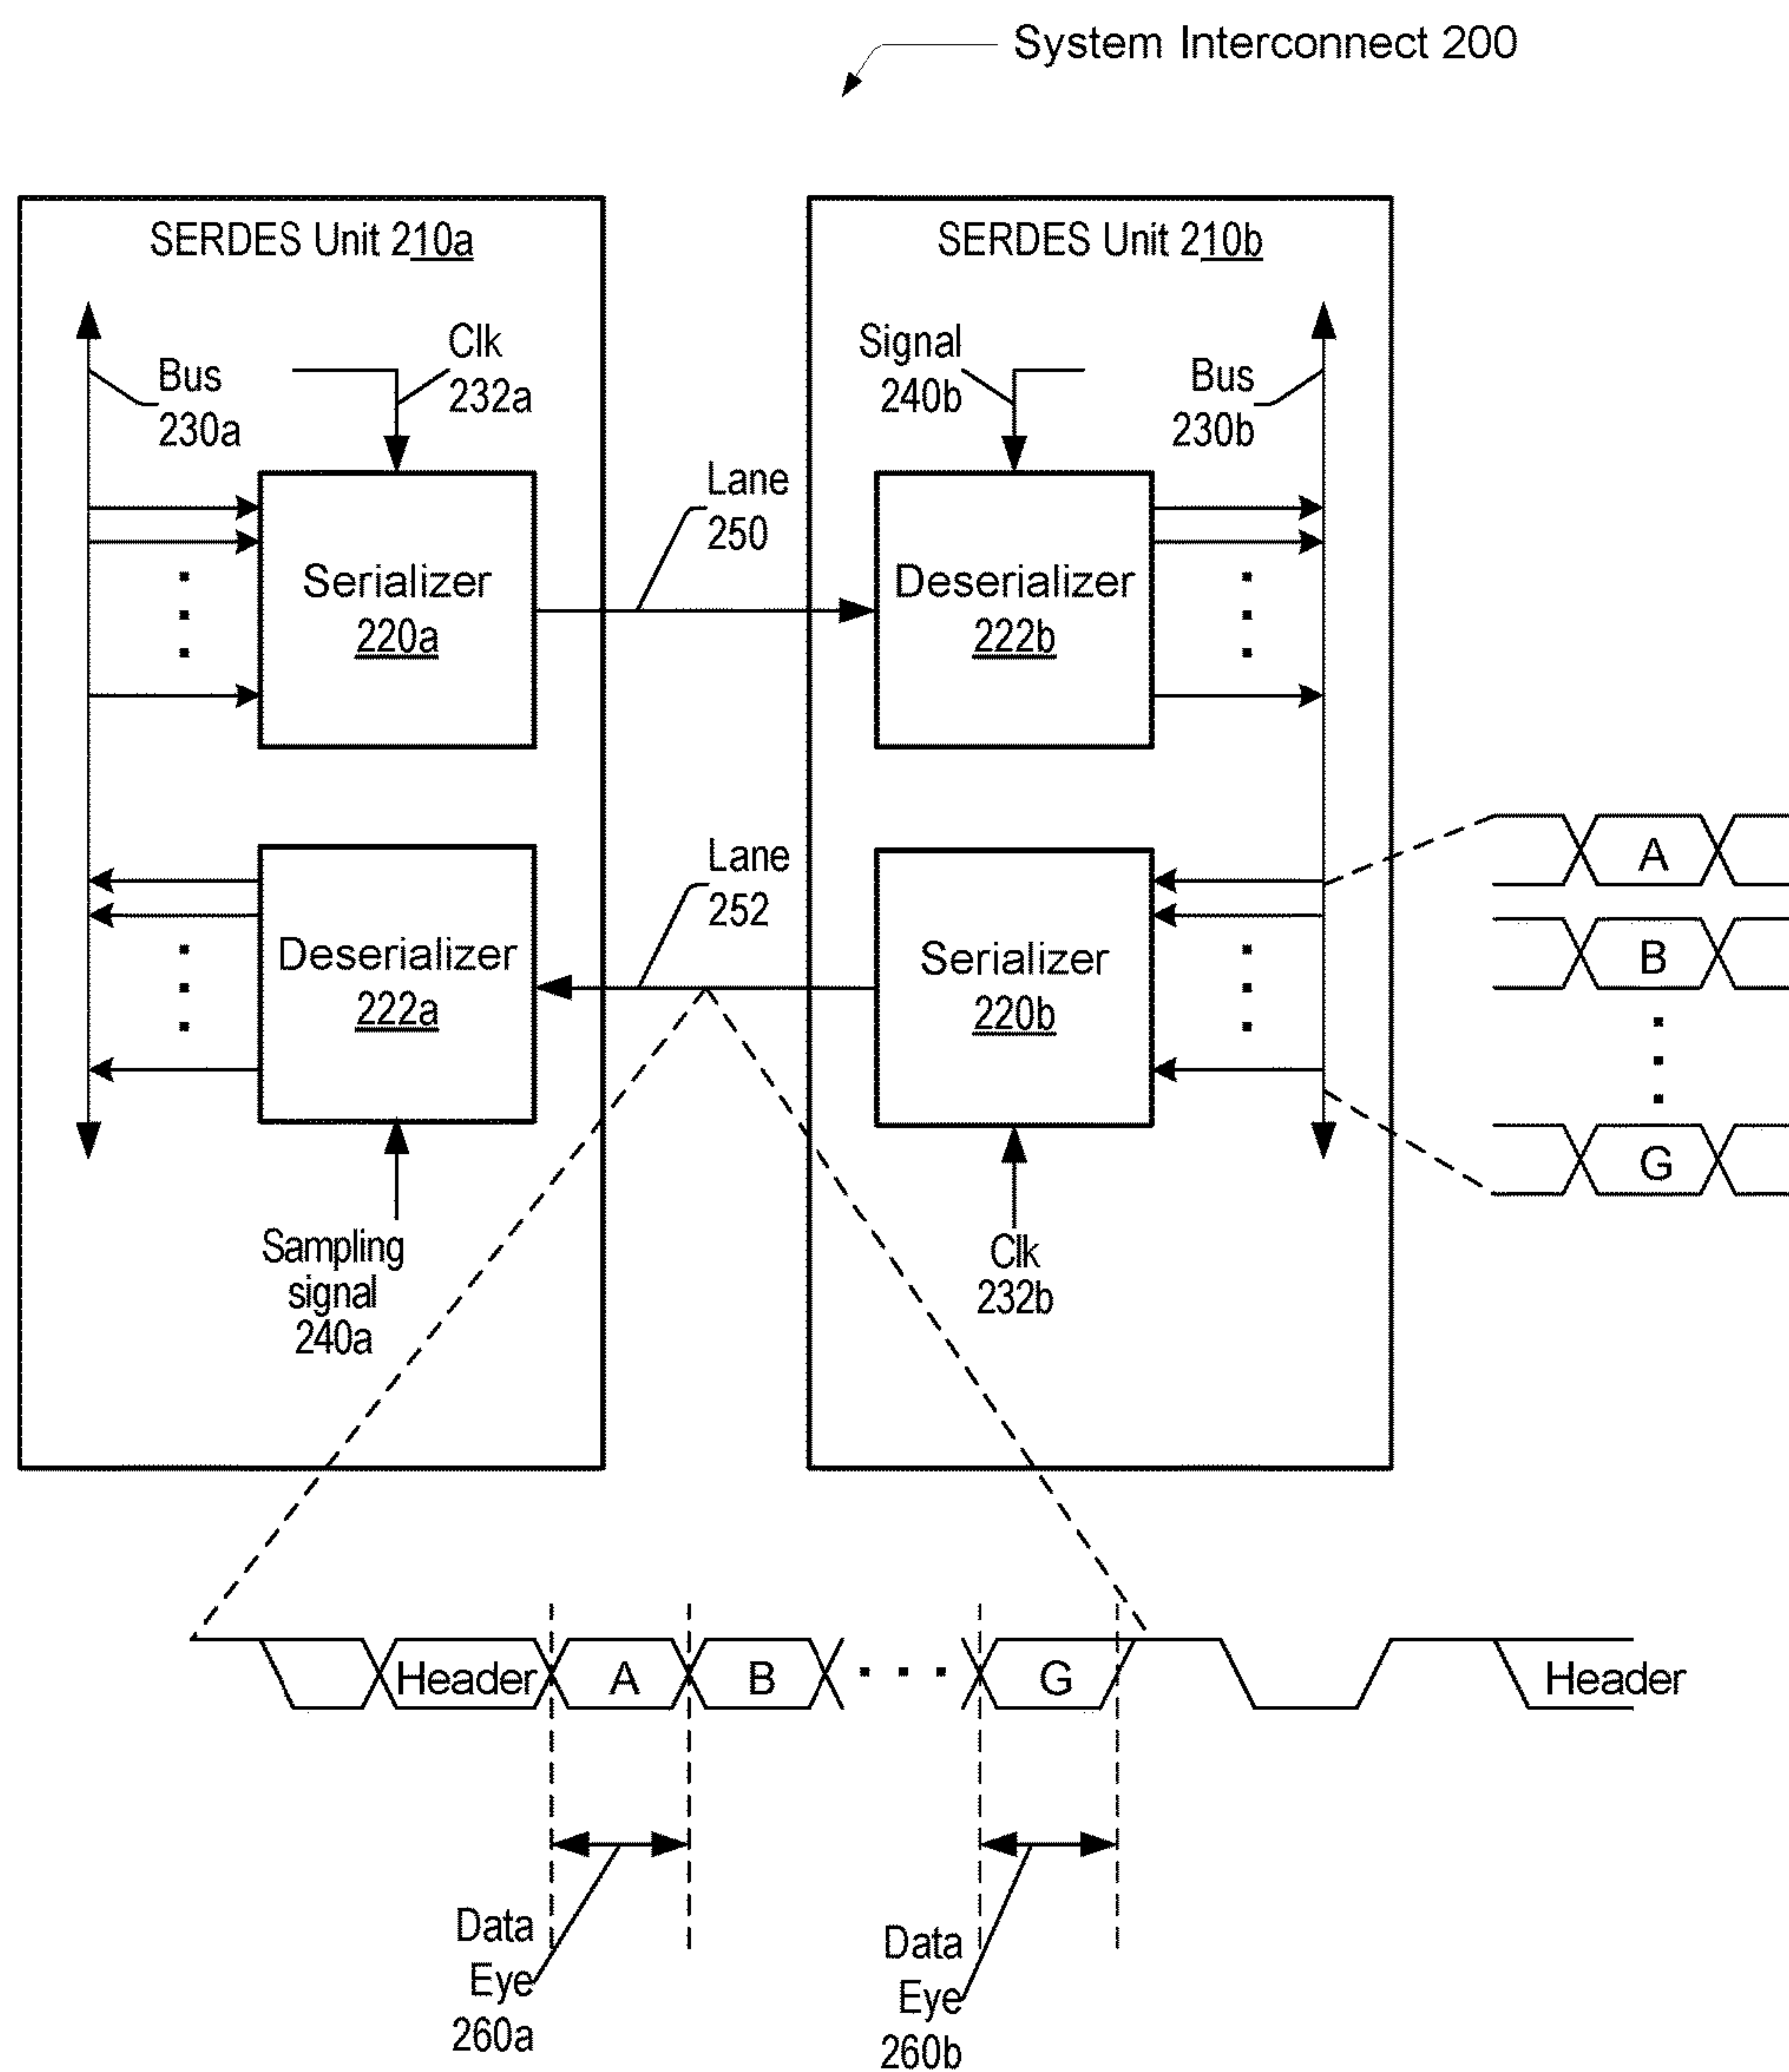 System Interconnect 200
SERDES Unit 210a
SERDES Unit 210b
Bus
230a
Clk
232a
Signal
240b
Bus
230b
Lane
250
Serializer
220a
Deserializer
222b
Lane
252
Deserializer
222a
Serializer
220b
A
B
G
Sampling
signal
240a
Clk
232b
Header A B G Header
Data
Eye
260a
Data
Eye
260b